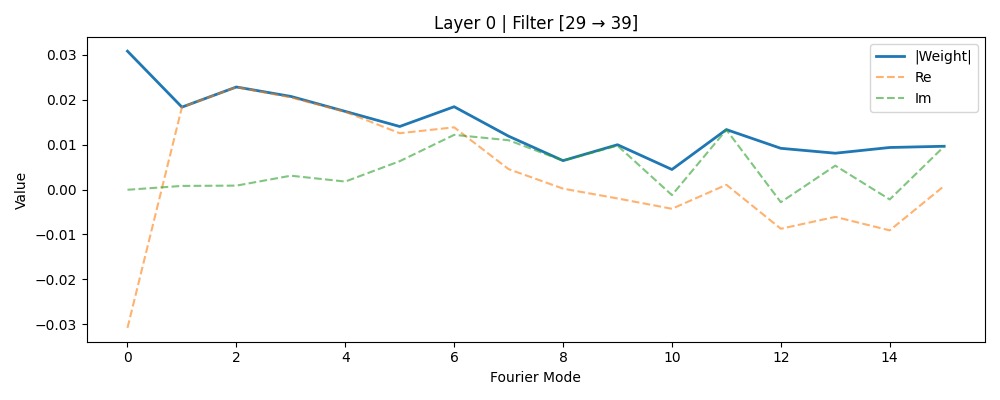 Layer 0 | Filter [29 → 39]
0.03
0.02
0.01
0.00
−0.01
−0.02
−0.03
Value
|Weight|
Re
Im
0 2 4 6 8 10 12 14
Fourier Mode